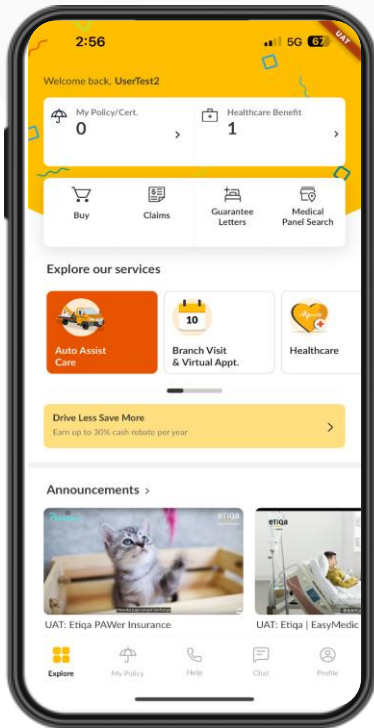 2:56
5G 67
UAT
Welcome back, UserTest2
My Policy/Cert.
0
Healthcare Benefit
1
Buy
Claims
Guarantee
Letters
Medical
Panel Search
Explore our services
Auto Assist
Care
10
Branch Visit
& Virtual Appt.
Healthcare
Drive Less Save More
Earn up to 30% cash rebate per year
Announcements
etiqa
etiqa
UAT: Etiqa PAWer Insurance
UAT: Etiqa | EasyMedic
Explore
My Policy
Help
Chat
Profile